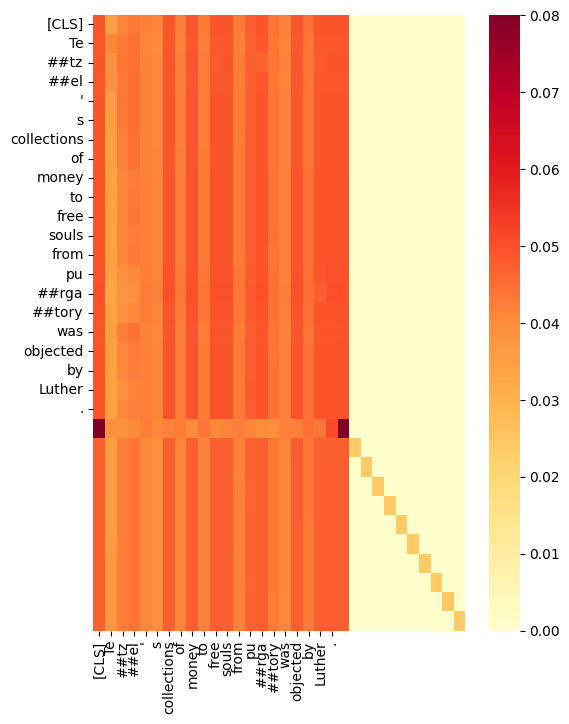 [CLS]
Te
##tz
##el
'
s
collections
of
money
to
free
souls
from
pu
##rga
##tory
was
objected
by
Luther
.
[CLS]
Te
##tz
##el
'
s
collections
of
money
to
free
souls
from
pu
##rga
##tory
was
objected
by
Luther
.
0.08
0.07
0.06
0.05
0.04
0.03
0.02
0.01
0.00